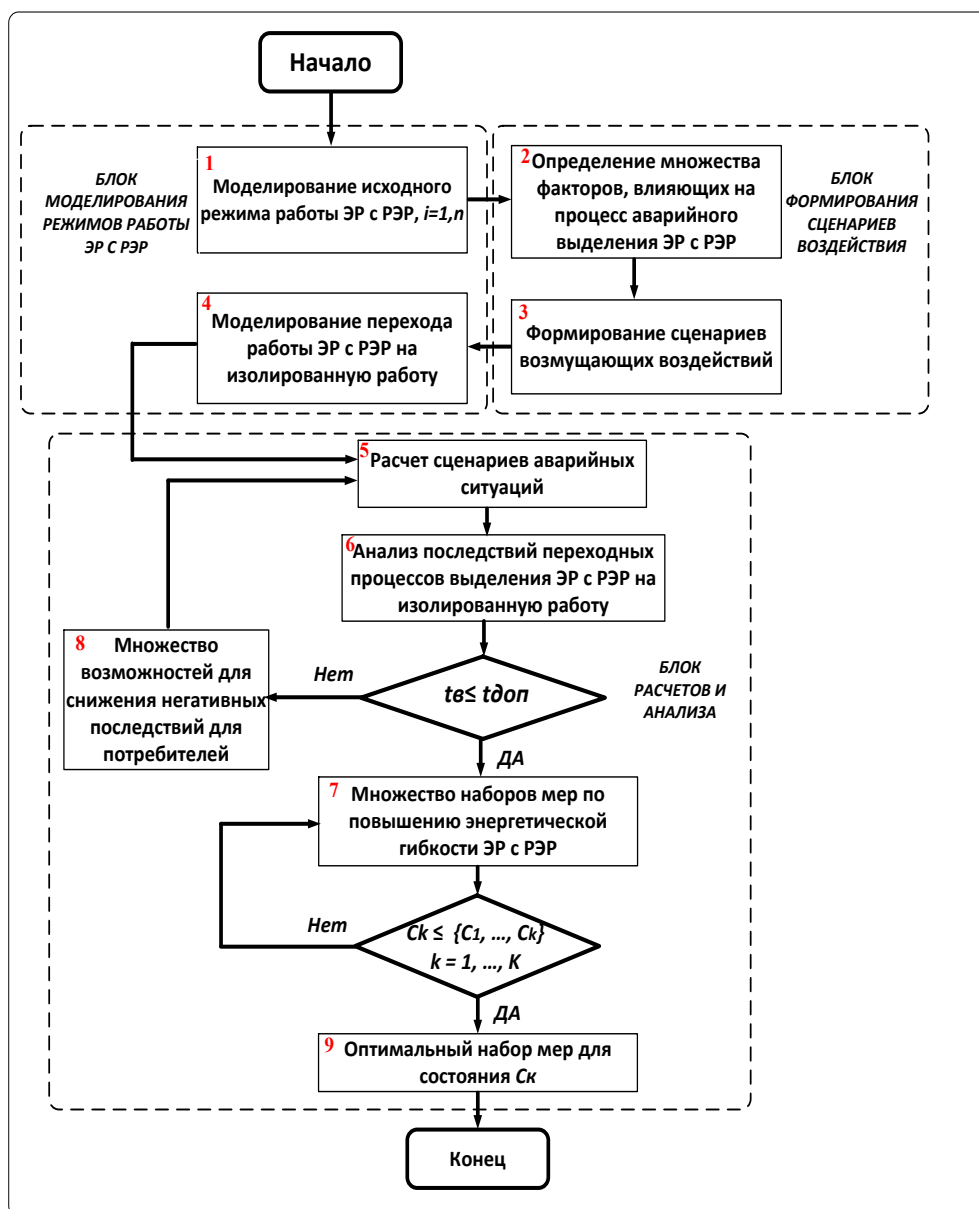 Начало
БЛОК
МОДЕЛИРОВАНИЯ
РЕЖИМОВ РАБОТЫ
ЭР С РЭР
1
Моделирование исходного
режима работы ЭР с РЭР, i=1,n
2
Определение множества
факторов, влияющих на
процесс аварийного
выделения ЭР с РЭР
БЛОК
ФОРМИРОВАНИЯ
СЦЕНАРИЕВ
ВОЗДЕЙСТВИЯ
3
Формирование сценариев
возмущающих воздействий
4
Моделирование перехода
работы ЭР с РЭР на
изолированную работу
5
Расчет сценариев аварийных
ситуаций
6
Анализ последствий переходных
процессов выделения ЭР с РЭР на
изолированную работу
8
Множество
возможностей для
снижения негативных
последствий для
потребителей
Нет
tв≤ tдоп
БЛОК
РАСЧЕТОВ И
АНАЛИЗА
ДА
7
Множество наборов мер по
повышению энергетической
гибкости ЭР с РЭР
Нет
Ck ≤ {C1, …, Ck}
k = 1, …, K
ДА
9
Оптимальный набор мер для
состояния Cк
Конец